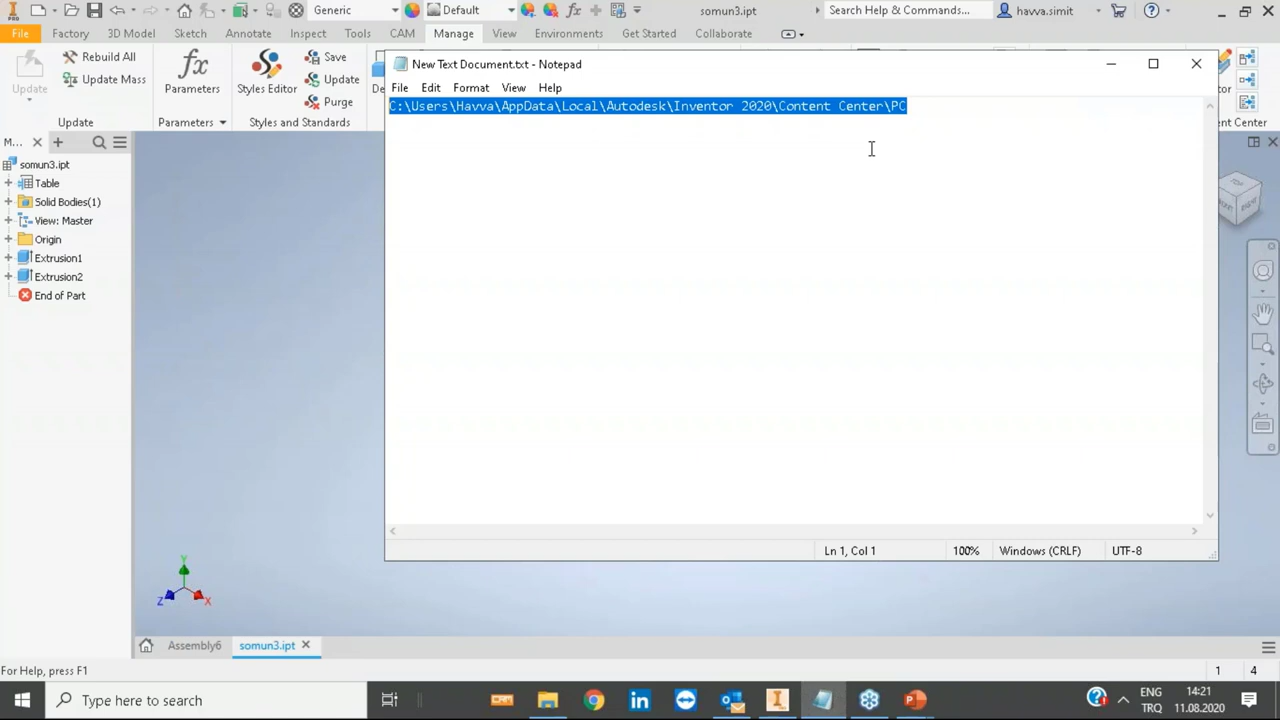 Generic
Default
somun3.ipt
Search Help & Commands...
havva.simit
File Factory 3D Model Sketch Annotate Inspect Tools CAM Manage View Environments Get Started Collaborate
PRO
Update
Rebuild All
Update Mass
Update
fx
Parameters
Parameters
Styles Editor
Save
Update
Purge
Styles and Standards
New Text Document.txt - Notepad
File Edit Format View Help
C:\Users\Havva\AppData\Local\Autodesk\Inventor 2020\Content Center\PC
Ln 1, Col 1
100%
Windows (CRLF)
UTF-8
M...
somun3.ipt
Table
Solid Bodies(1)
View: Master
Origin
Extrusion1
Extrusion2
End of Part
TOP
Y
Z
X
Assembly6
somun3.ipt
For Help, press F1
1 4
Type here to search
CAM
ENG
TRQ
14:21
11.08.2020